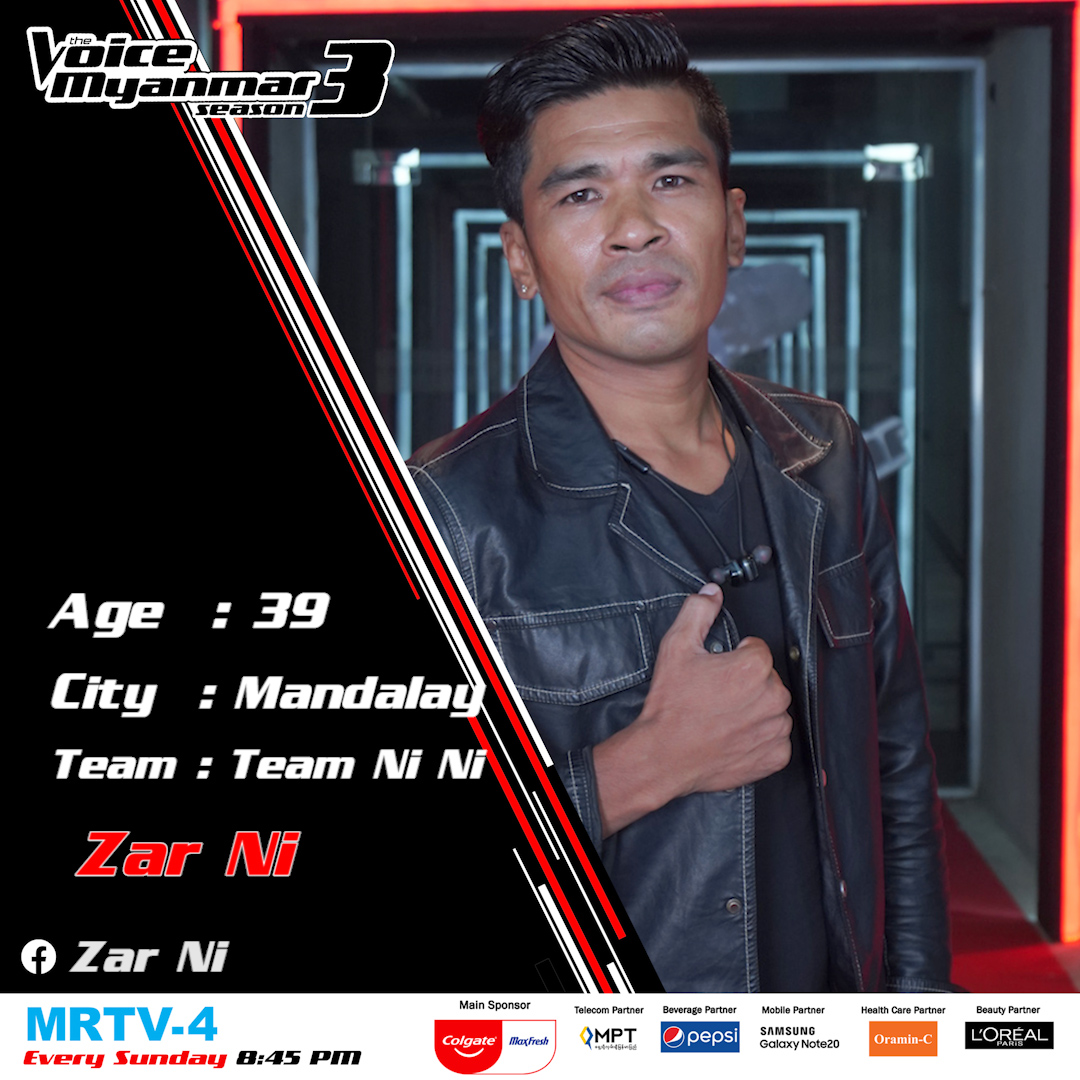 the
Voice
Myanmar
season 3
Age : 39
City : Mandalay
Team : Team Ni Ni
Zar Ni
Zar Ni
MRTV-4
Every Sunday 8:45 PM
Main Sponsor
Colgate MaxFresh
Telecom Partner
MPT
Beverage Partner
pepsi
Mobile Partner
SAMSUNG
Galaxy Note20
Health Care Partner
Oramin-C
Beauty Partner
L'ORÉAL
PARIS